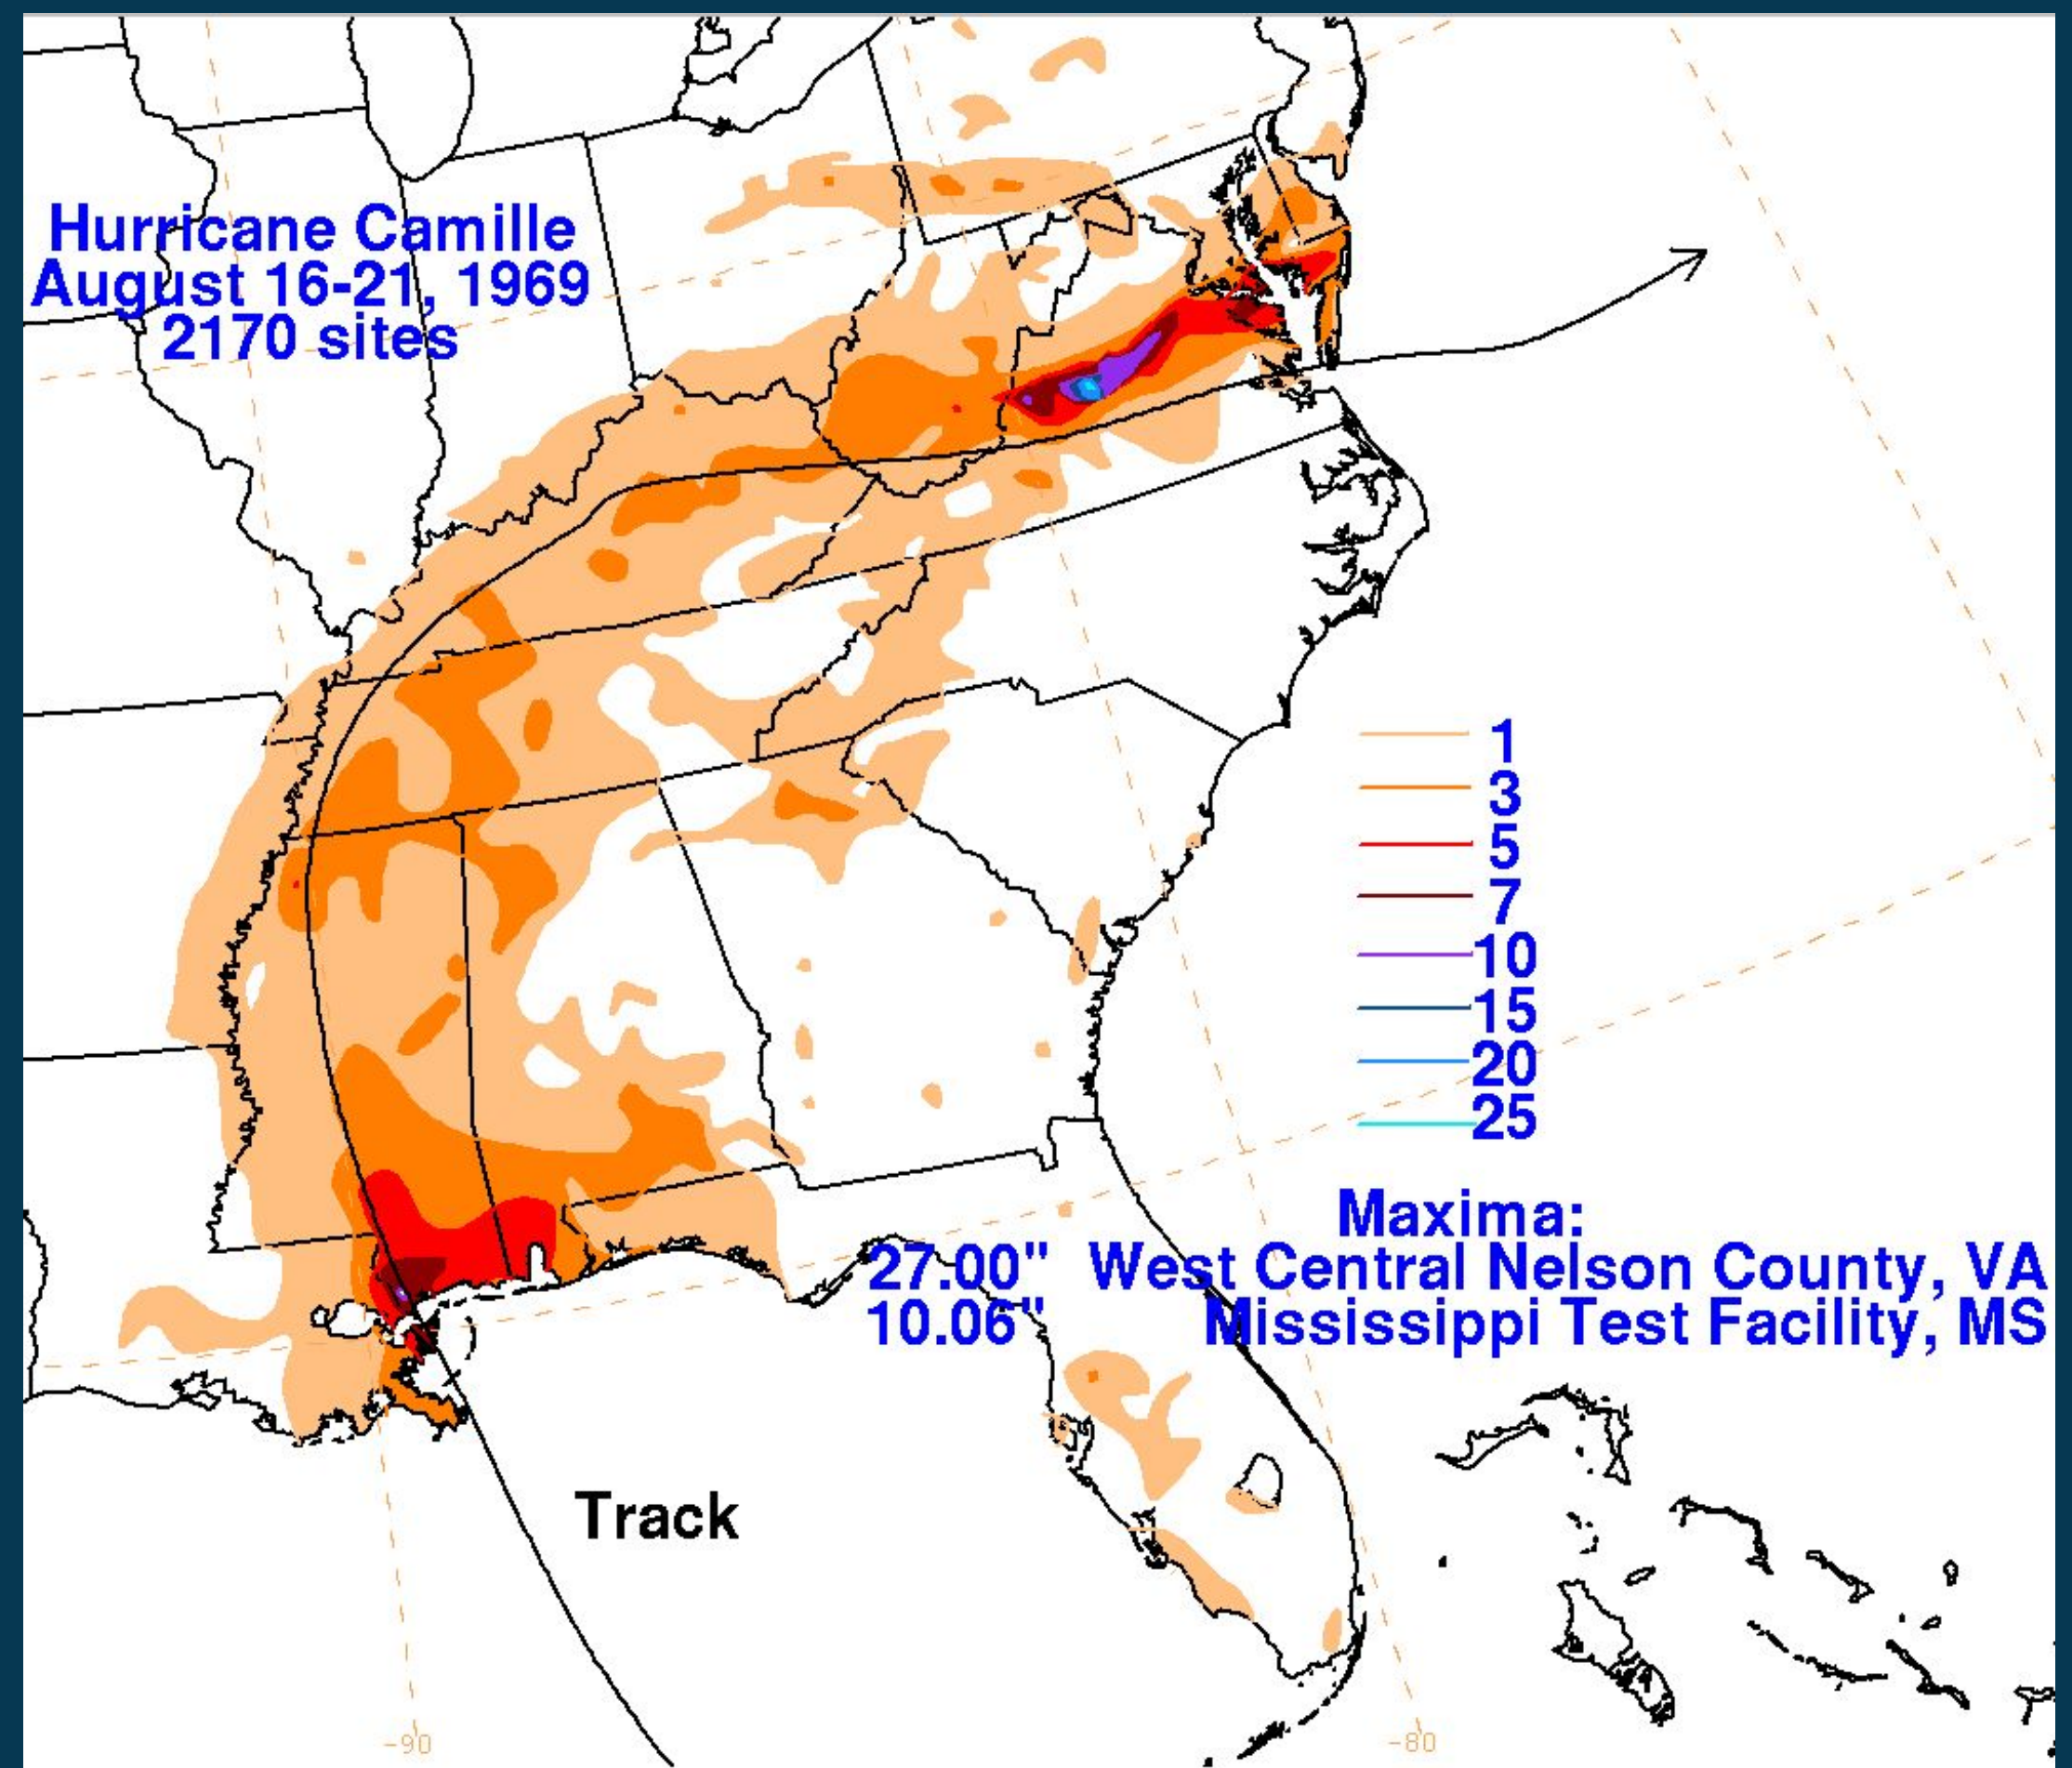 Hurricane Camille
August 16-21, 1969
2170 sites
1
3
5
7
10
15
20
25
Maxima:
27.00" West Central Nelson County, VA
10.06" Mississippi Test Facility, MS
Track
-90
-80